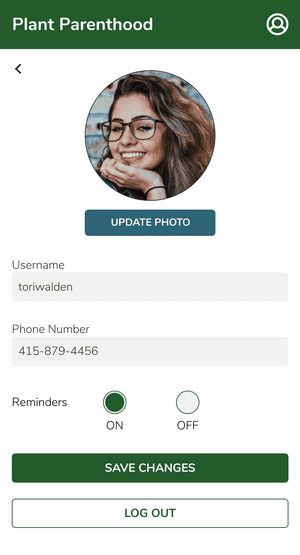 Plant Parenthood
UPDATE PHOTO
Username
toriwalden
Phone Number
415-879-4456
Reminders
ON
OFF
SAVE CHANGES
LOG OUT